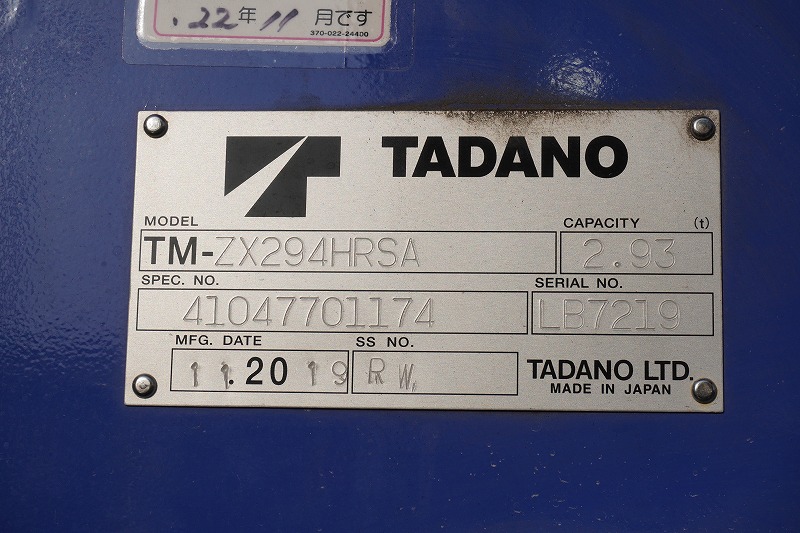 .22年11月です
370-022-24400
TADANO
MODEL CAPACITY (t)
TM-ZX294HRSA 2.93
SPEC. NO. SERIAL NO.
41047701174 LB7219
MFG. DATE SS NO.
11.2019 RW, TADANO LTD.
MADE IN JAPAN